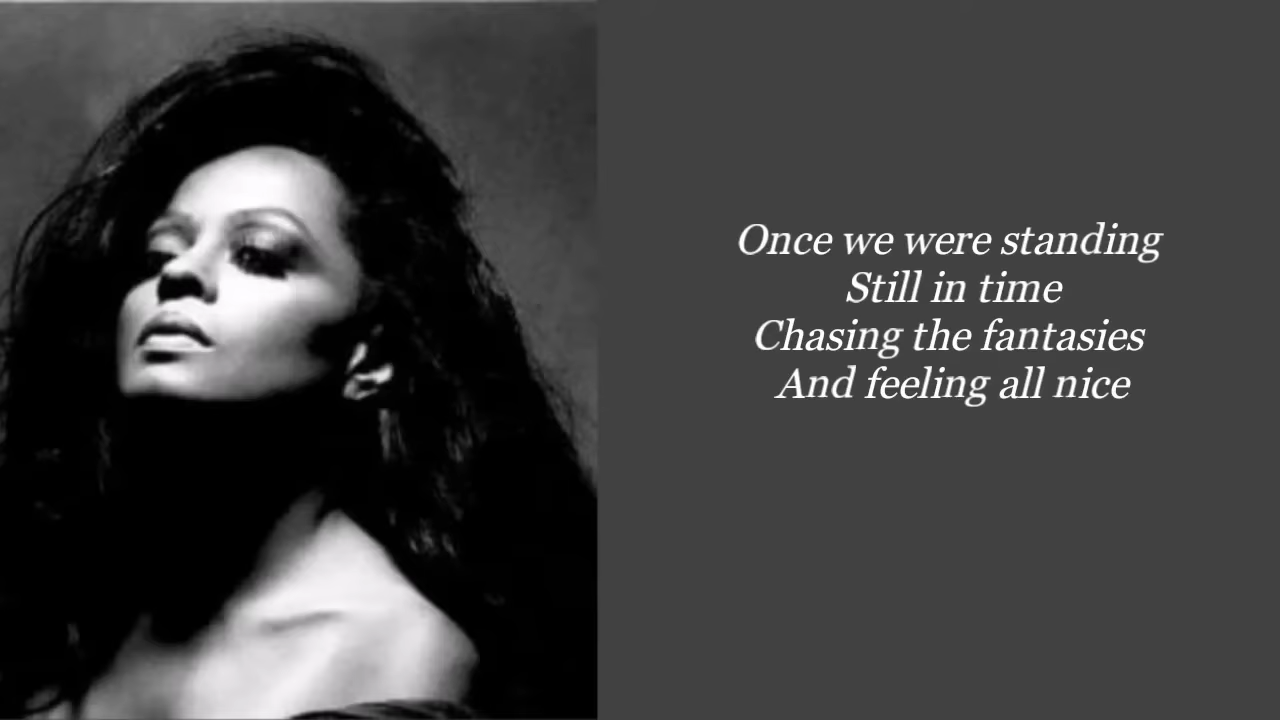 Once we were standing
Still in time
Chasing the fantasies
And feeling all nice